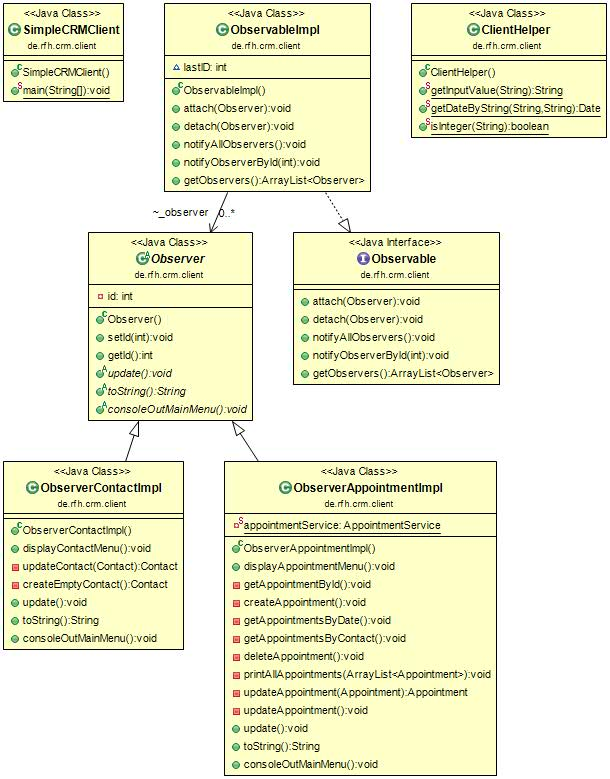 <<Java Class>>
SimpleCRMClient
de.rfh.crm.client
SimpleCRMClient()
main(String[]):void
<<Java Class>>
ObservableImpl
de.rfh.crm.client
lastID: int
ObservableImpl()
attach(Observer):void
detach(Observer):void
notifyAllObservers():void
notifyObserverById(int):void
getObservers():ArrayList<Observer>
<<Java Class>>
ClientHelper
de.rfh.crm.client
ClientHelper()
getInputValue(String):String
getDateByString(String,String):Date
isInteger(String):boolean
~_observer 0..*
<<Java Class>>
Observer
de.rfh.crm.client
id: int
Observer()
setId(int):void
getId():int
update():void
toString():String
consoleOutMainMenu():void
<<Java Interface>>
Observable
de.rfh.crm.client
attach(Observer):void
detach(Observer):void
notifyAllObservers():void
notifyObserverById(int):void
getObservers():ArrayList<Observer>
<<Java Class>>
ObserverContactImpl
de.rfh.crm.client
ObserverContactImpl()
displayContactMenu():void
updateContact(Contact):Contact
createEmptyContact():Contact
update():void
toString():String
consoleOutMainMenu():void
<<Java Class>>
ObserverAppointmentImpl
de.rfh.crm.client
appointmentService: AppointmentService
ObserverAppointmentImpl()
displayAppointmentMenu():void
getAppointmentById():void
createAppointment():void
getAppointmentsByDate():void
getAppointmentsByContact():void
deleteAppointment():void
printAllAppointments(ArrayList<Appointment>):void
updateAppointment(Appointment):Appointment
updateAppointment():void
update():void
toString():String
consoleOutMainMenu():void